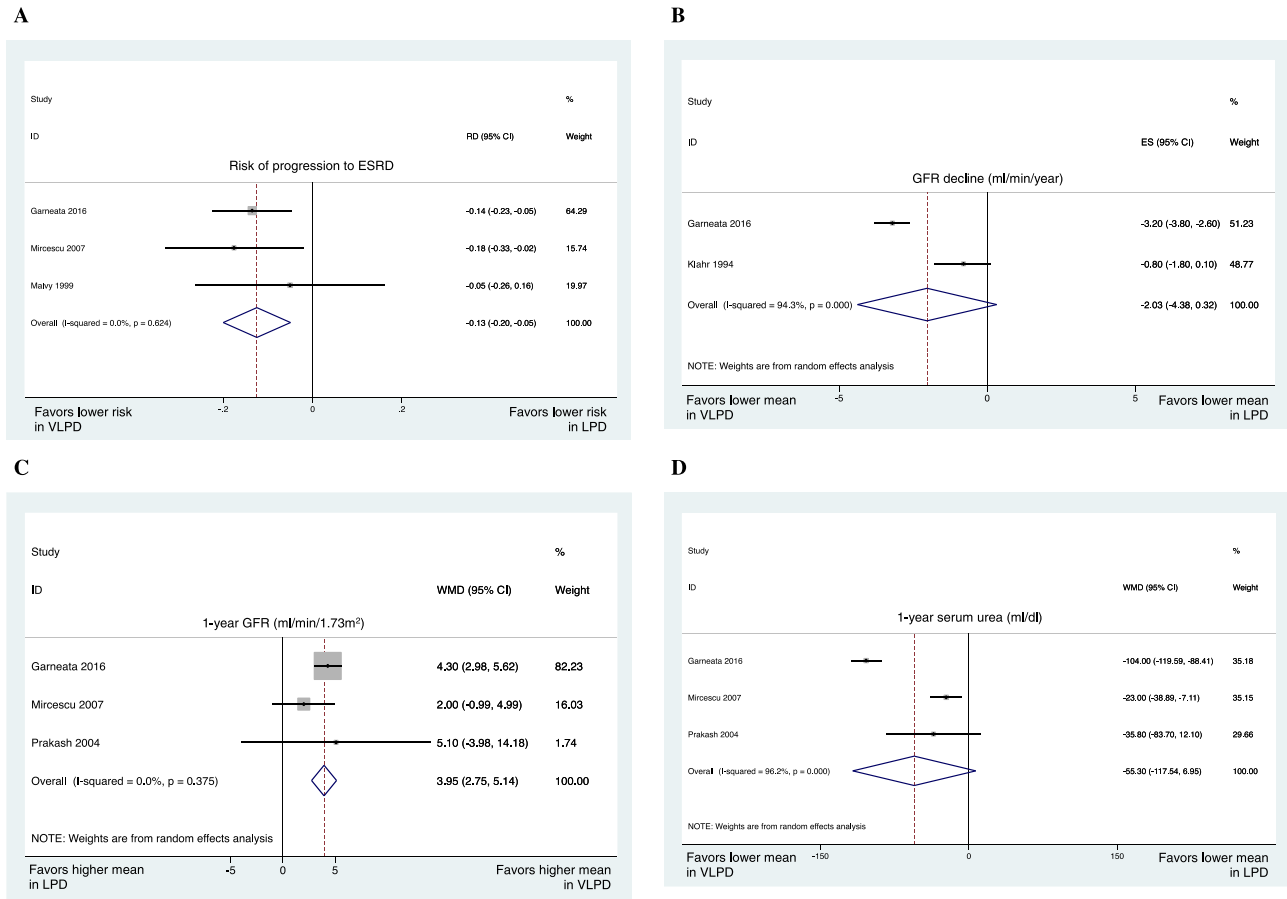 A
Study %
ID RD (95% CI) Weight
Risk of progression to ESRD
Garneata 2016 -0.14 (-0.23, -0.05) 64.29
Mircescu 2007 -0.18 (-0.33, -0.02) 15.74
Malvy 1999 -0.05 (-0.26, 0.16) 19.97
Overall (I-squared = 0.0%, p = 0.624) -0.13 (-0.20, -0.05) 100.00
-.2 0 .2
Favors lower risk Favors lower risk
in VLPD in LPD
B
Study %
ID ES (95% CI) Weight
GFR decline (ml/min/year)
Garneata 2016 -3.20 (-3.80, -2.60) 51.23
Klahr 1994 -0.80 (-1.80, 0.10) 48.77
Overall (I-squared = 94.3%, p = 0.000) -2.03 (-4.38, 0.32) 100.00
NOTE: Weights are from random effects analysis
-5 0 5
Favors lower mean Favors lower mean
in VLPD in LPD
C
Study %
ID WMD (95% CI) Weight
1-year GFR (ml/min/1.73m²)
Garneata 2016 4.30 (2.98, 5.62) 82.23
Mircescu 2007 2.00 (-0.99, 4.99) 16.03
Prakash 2004 5.10 (-3.98, 14.18) 1.74
Overall (I-squared = 0.0%, p = 0.375) 3.95 (2.75, 5.14) 100.00
NOTE: Weights are from random effects analysis
-5 0 5
Favors higher mean Favors higher mean
in LPD in VLPD
D
Study %
ID WMD (95% CI) Weight
1-year serum urea (ml/dl)
Garneata 2016 -104.00 (-119.59, -88.41) 35.18
Mircescu 2007 -23.00 (-38.89, -7.11) 35.15
Prakash 2004 -35.80 (-83.70, 12.10) 29.66
Overall (I-squared = 96.2%, p = 0.000) -55.30 (-117.54, 6.95) 100.00
NOTE: Weights are from random effects analysis
-150 0 150
Favors lower mean Favors lower mean
in VLPD in LPD